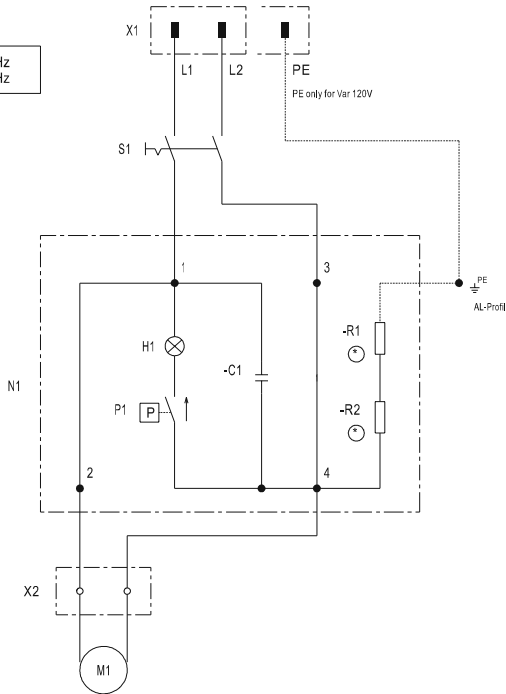 X1
Hz
Hz
L1
L2
PE
PE only for Var 120V
S1
1
3
PE
AL-Profil
H1
-R1
*
-C1
N1
P1
P
-R2
*
2
4
X2
M1